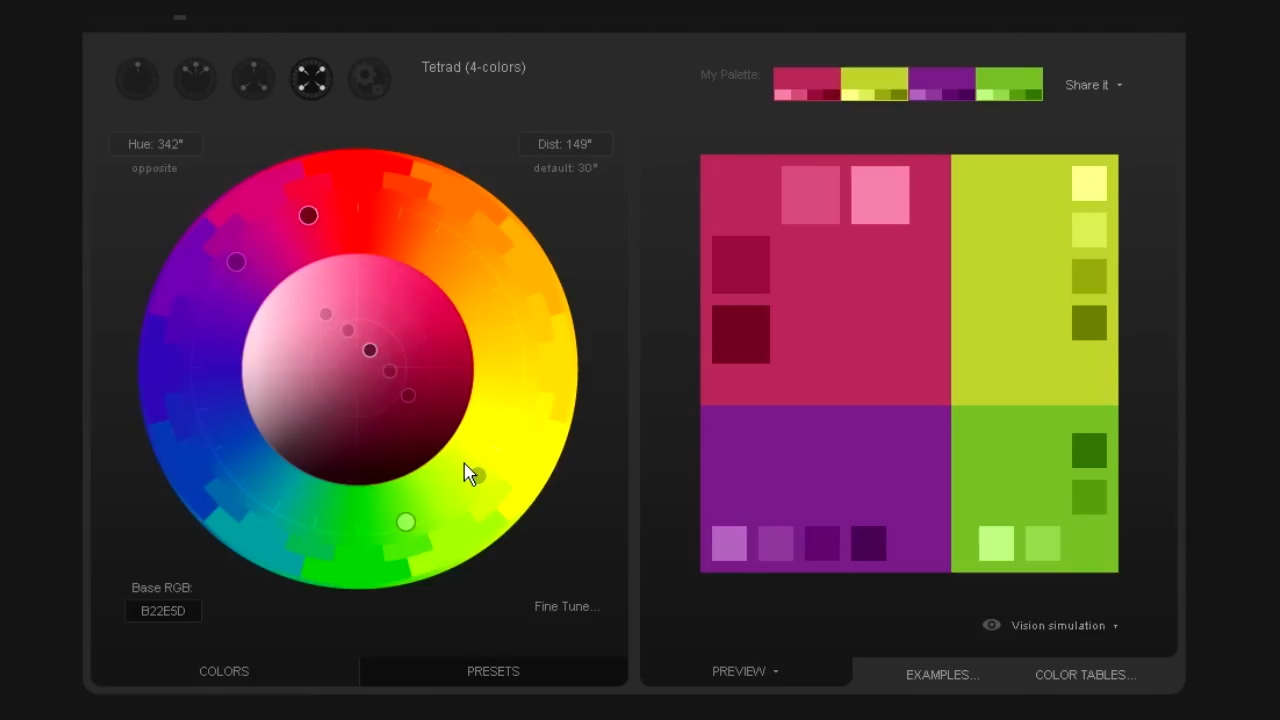 Tetrad (4-colors)
My Palette:
Share it
Hue: 342°
opposite
Dist: 149°
default: 30°
Base RGB:
B22E5D
Fine Tune...
Vision simulation
COLORS
PRESETS
PREVIEW
EXAMPLES...
COLOR TABLES...